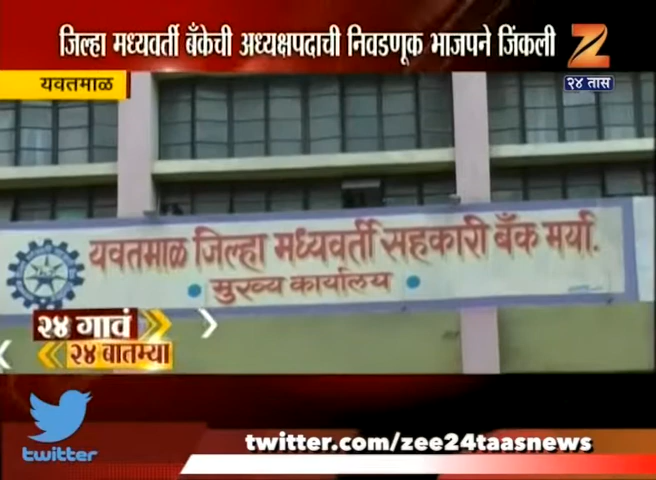 जिल्हा मध्यवर्ती बँकेची अध्यक्षपदाची निवडणूक भाजपने जिंकली
२४ तास
यवतमाळ
यवतमाळ जिल्हा मध्यवर्ती सहकारी बँक मर्या.
मुख्य कार्यालय
२४ गावं
२४ बातम्या
twitter
twitter.com/zee24taasnews